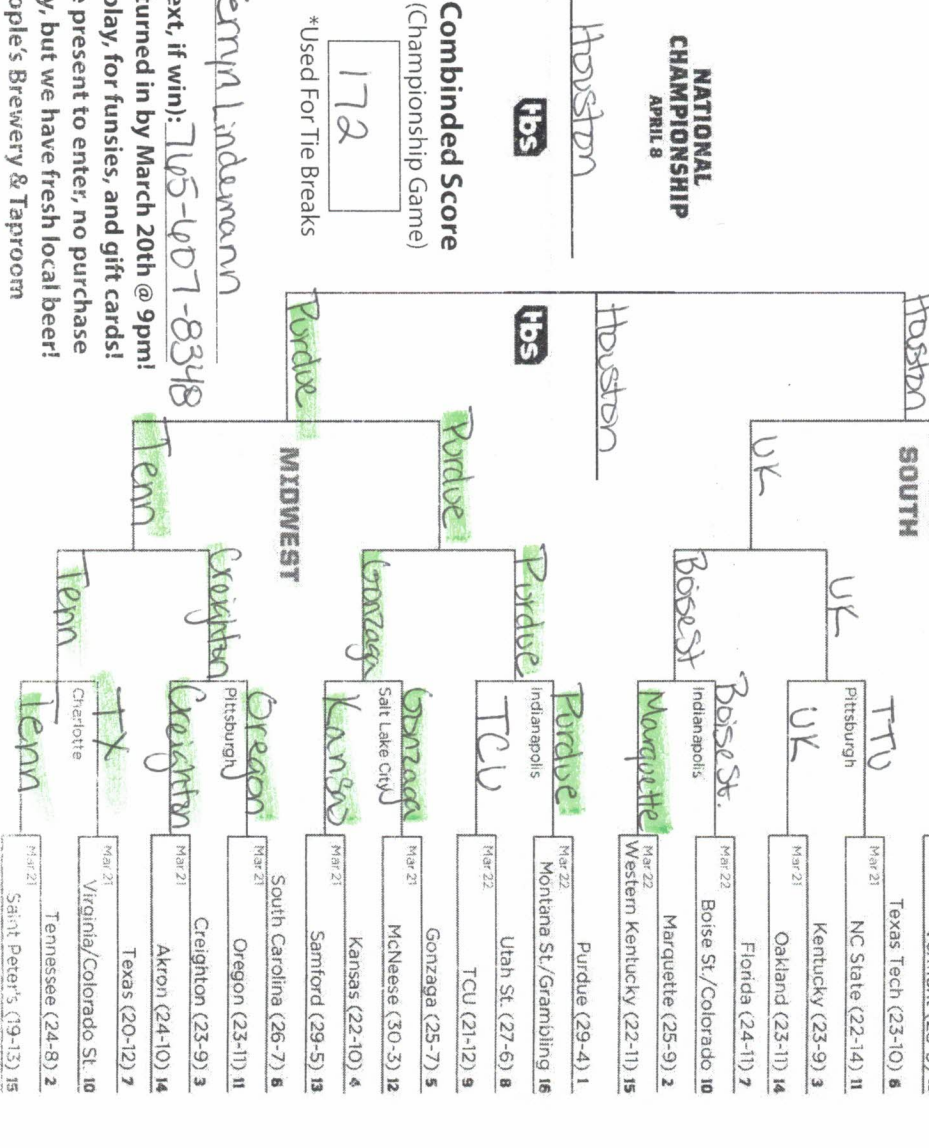 NATIONAL
CHAMPIONSHIP
APRIL 8
Houston
tbs
Combinded Score
(Championship Game)
172
*Used For Tie Breaks
Lindemann
ext, if win): 765-607-8348
urned in by March 20th @ 9pm!
play, for funsies, and gift cards!
e present to enter, no purchase
y, but we have fresh local beer!
ople's Brewery & Taproom
Houston
tbs
Houston
Purdue
SOUTH
UK
UK
Boise St
TTU
Pittsburgh
UK
Boise St.
Indianapolis
Marquette
Texas Tech (23-10) 6
Mar 21
NC State (22-14) 11
Kentucky (23-9) 3
Mar 21
Oakland (23-11) 14
Florida (24-11) 7
Mar 22
Boise St./Colorado 10
Marquette (25-9) 2
Mar 22
Western Kentucky (22-11) 15
MIDWEST
Purdue
Tenn
Purdue
Gonzaga
Creighton
Tenn
Purdue
Indianapolis
TCU
Gonzaga
Salt Lake City
Kansas
Oregon
Pittsburgh
Creighton
TX
Charlotte
Tenn
Purdue (29-4) 1
Mar 22
Montana St./Grambling 16
Utah St. (27-6) 8
Mar 22
TCU (21-12) 9
Gonzaga (25-7) 5
Mar 21
McNeese (30-3) 12
Kansas (22-10) 4
Mar 21
Samford (29-5) 13
South Carolina (26-7) 6
Mar 21
Oregon (23-11) 11
Creighton (23-9) 3
Mar 21
Akron (24-10) 14
Texas (20-12) 7
Mar 21
Virginia/Colorado St. 10
Tennessee (24-8) 2
Mar 21
Saint Peter's (19-13) 15